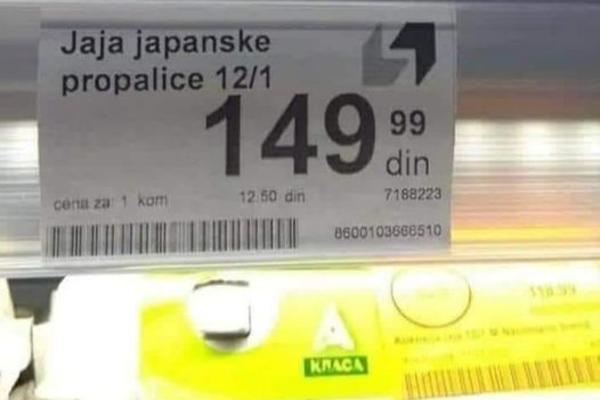 Jaja japanske
propalice 12/1
149 99
din
cena za: 1 kom 12.50 din 7188223
8600103666510
118.99
A
КЛАСА